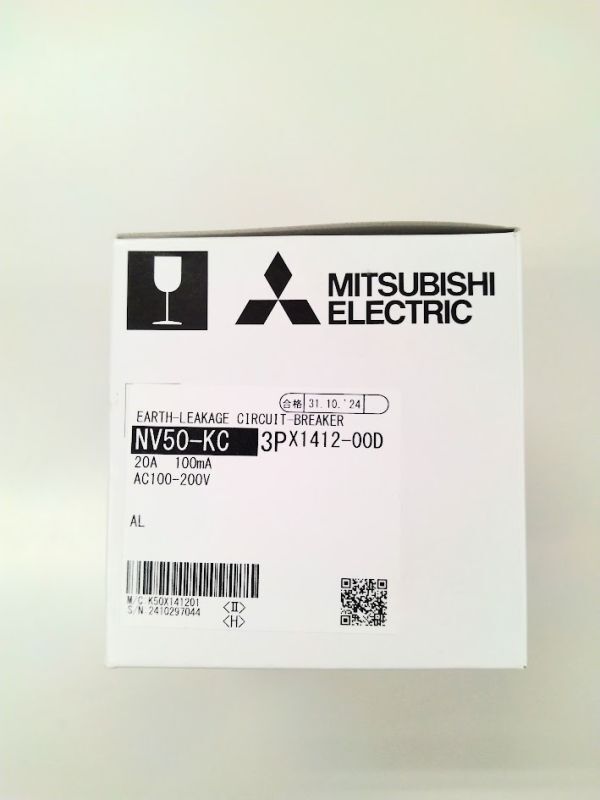 MITSUBISHI
ELECTRIC
合格 31.10.'24
EARTH-LEAKAGE CIRCUIT-BREAKER
NV50-KC 3PX1412-00D
20A 100mA
AC100-200V
AL
M/C K50X141201 <II>
S/N 2410297044 <H>